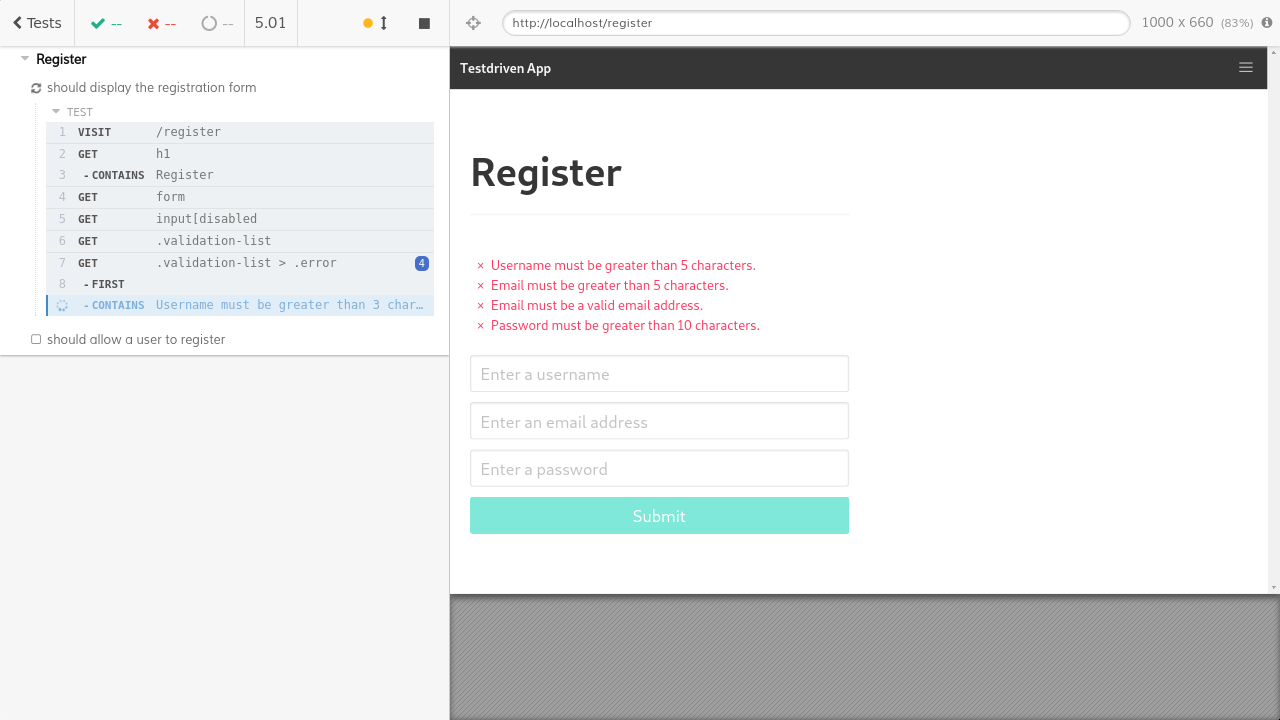 Tests
--
--
--
5.01
http://localhost/register
1000 x 660 (83%)
Register
should display the registration form
TEST
1 VISIT /register
2 GET h1
3 - CONTAINS Register
4 GET form
5 GET input[disabled
6 GET .validation-list
7 GET .validation-list > .error 4
8 - FIRST
- CONTAINS Username must be greater than 3 char…
should allow a user to register
Testdriven App
Register
× Username must be greater than 5 characters.
× Email must be greater than 5 characters.
× Email must be a valid email address.
× Password must be greater than 10 characters.
Enter a username
Enter an email address
Enter a password
Submit